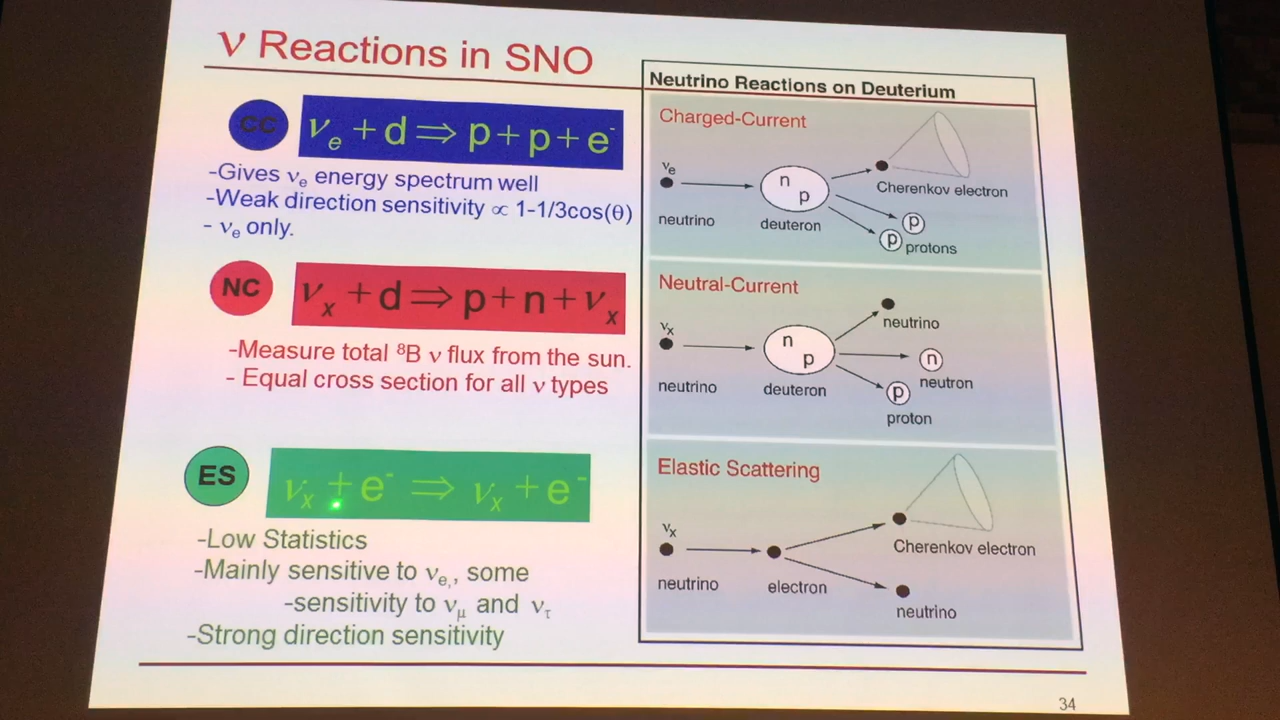 ν Reactions in SNO
CC
νe + d ⇒ p + p + e⁻
-Gives νe energy spectrum well
-Weak direction sensitivity ∝ 1-1/3cos(θ)
- νe only.
NC
νx + d ⇒ p + n + νx
-Measure total ⁸B ν flux from the sun.
- Equal cross section for all ν types
ES
νx + e⁻ ⇒ νx + e⁻
-Low Statistics
-Mainly sensitive to νe,, some
-sensitivity to νμ and ντ
-Strong direction sensitivity
Neutrino Reactions on Deuterium
Charged-Current
νe
neutrino
n
p
deuteron
Cherenkov electron
p
p
protons
Neutral-Current
νx
neutrino
n
p
deuteron
neutrino
n
neutron
p
proton
Elastic Scattering
νx
neutrino
electron
Cherenkov electron
neutrino
34